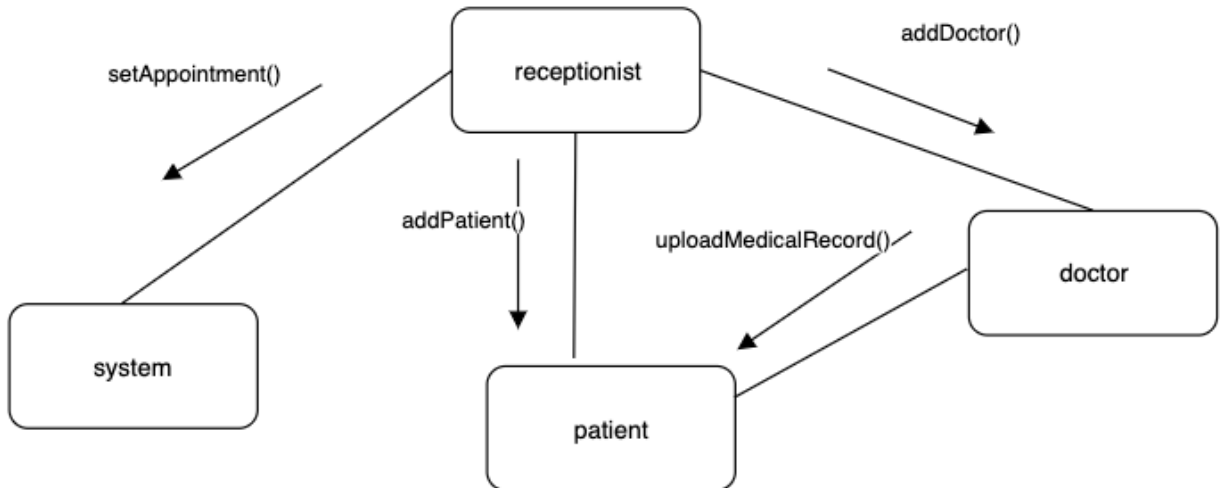 addDoctor()
setAppointment()
receptionist
addPatient()
uploadMedicalRecord()
doctor
system
patient